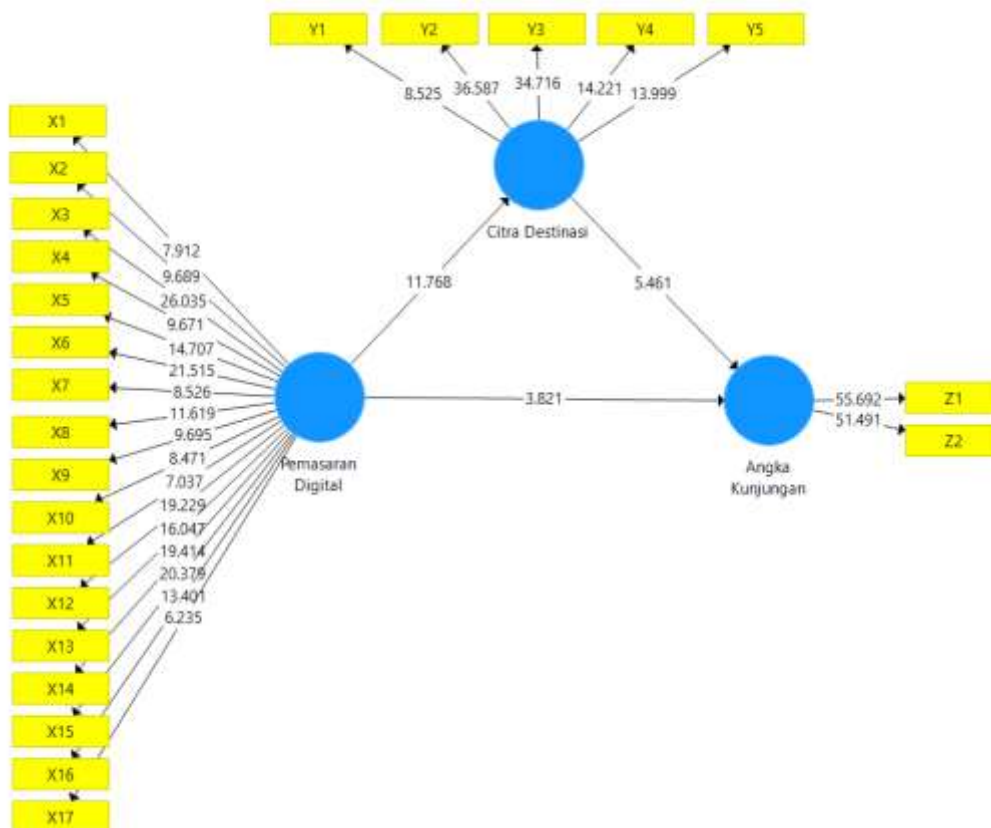 Y1 Y2 Y3 Y4 Y5
8.525 36.587 34.716 14.221 13.999
Citra Destinasi
11.768
5.461
X1
X2
X3
X4
X5
X6
X7
X8
X9
X10
X11
X12
X13
X14
X15
X16
X17
7.912
9.689
26.035
9.671
14.707
21.515
8.526
11.619
9.695
8.471
7.037
19.229
16.047
19.414
20.379
13.401
6.235
Pemasaran
Digital
3.821
Angka
Kunjungan
55.692
51.491
Z1
Z2